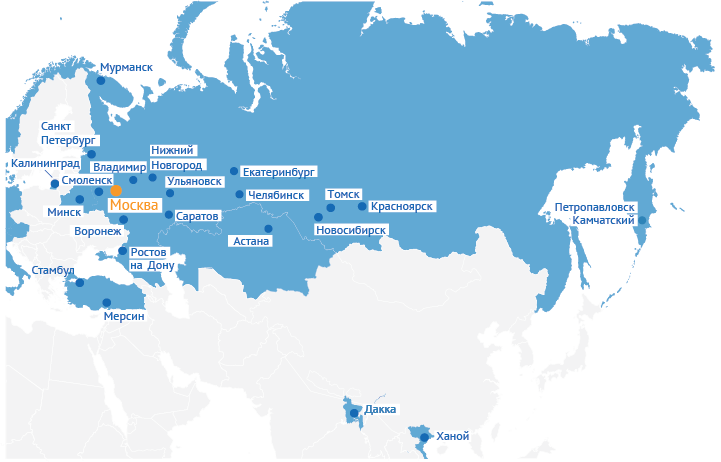 Мурманск
Санкт
Петербург
Нижний
Новгород
Калининград
Владимир
Екатеринбург
Смоленск
Ульяновск
Челябинск
Москва
Томск
Красноярск
Минск
Саратов
Петропавловск
Камчатский
Воронеж
Новосибирск
Астана
Ростов
на Дону
Стамбул
Мерсин
Дакка
Ханой